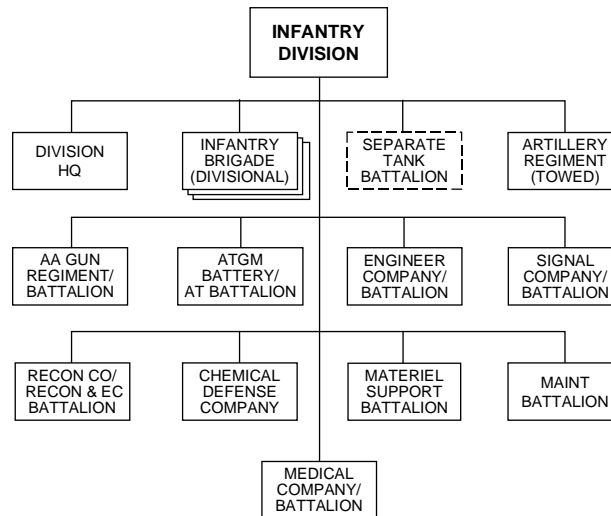 INFANTRY
DIVISION
DIVISION
HQ
INFANTRY
BRIGADE
(DIVISIONAL)
SEPARATE
TANK
BATTALION
ARTILLERY
REGIMENT
(TOWED)
AA GUN
REGIMENT/
BATTALION
ATGM
BATTERY/
AT BATTALION
ENGINEER
COMPANY/
BATTALION
SIGNAL
COMPANY/
BATTALION
RECON CO/
RECON & EC
BATTALION
CHEMICAL
DEFENSE
COMPANY
MATERIEL
SUPPORT
BATTALION
MAINT
BATTALION
MEDICAL
COMPANY/
BATTALION